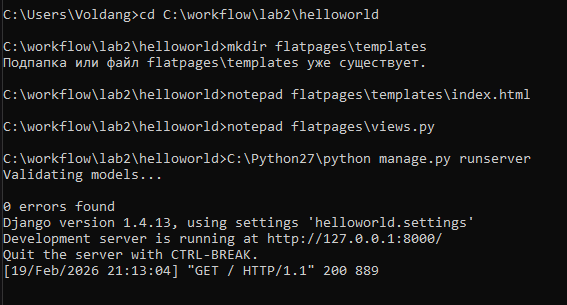 C:\Users\Voldang>cd C:\workflow\lab2\helloworld
C:\workflow\lab2\helloworld>mkdir flatpages\templates
Подпапка или файл flatpages\templates уже существует.
C:\workflow\lab2\helloworld>notepad flatpages\templates\index.html
C:\workflow\lab2\helloworld>notepad flatpages\views.py
C:\workflow\lab2\helloworld>C:\Python27\python manage.py runserver
Validating models...
0 errors found
Django version 1.4.13, using settings 'helloworld.settings'
Development server is running at http://127.0.0.1:8000/
Quit the server with CTRL-BREAK.
[19/Feb/2026 21:13:04] "GET / HTTP/1.1" 200 889